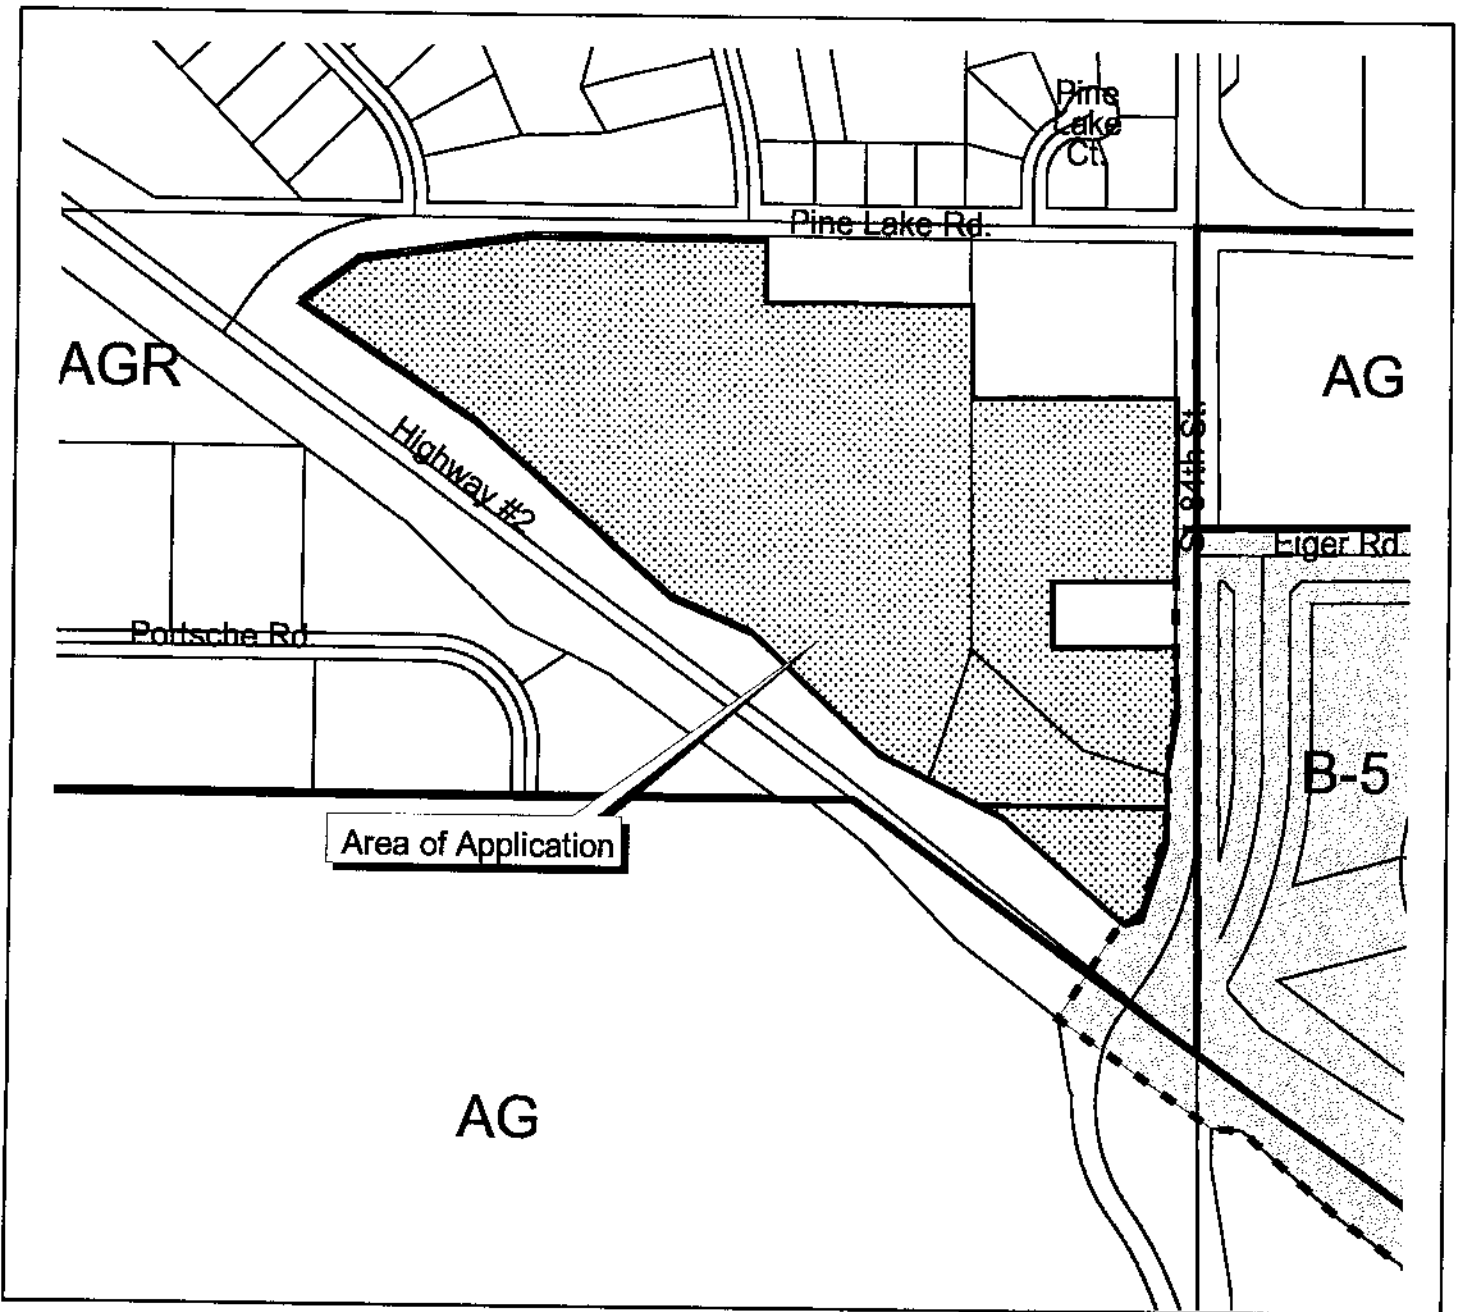 Pine
Lake
Ct.
Pine Lake Rd.
AGR
AG
Highway #2
S. 84th St.
Eiger Rd.
Portsche Rd
B-5
Area of Application
AG